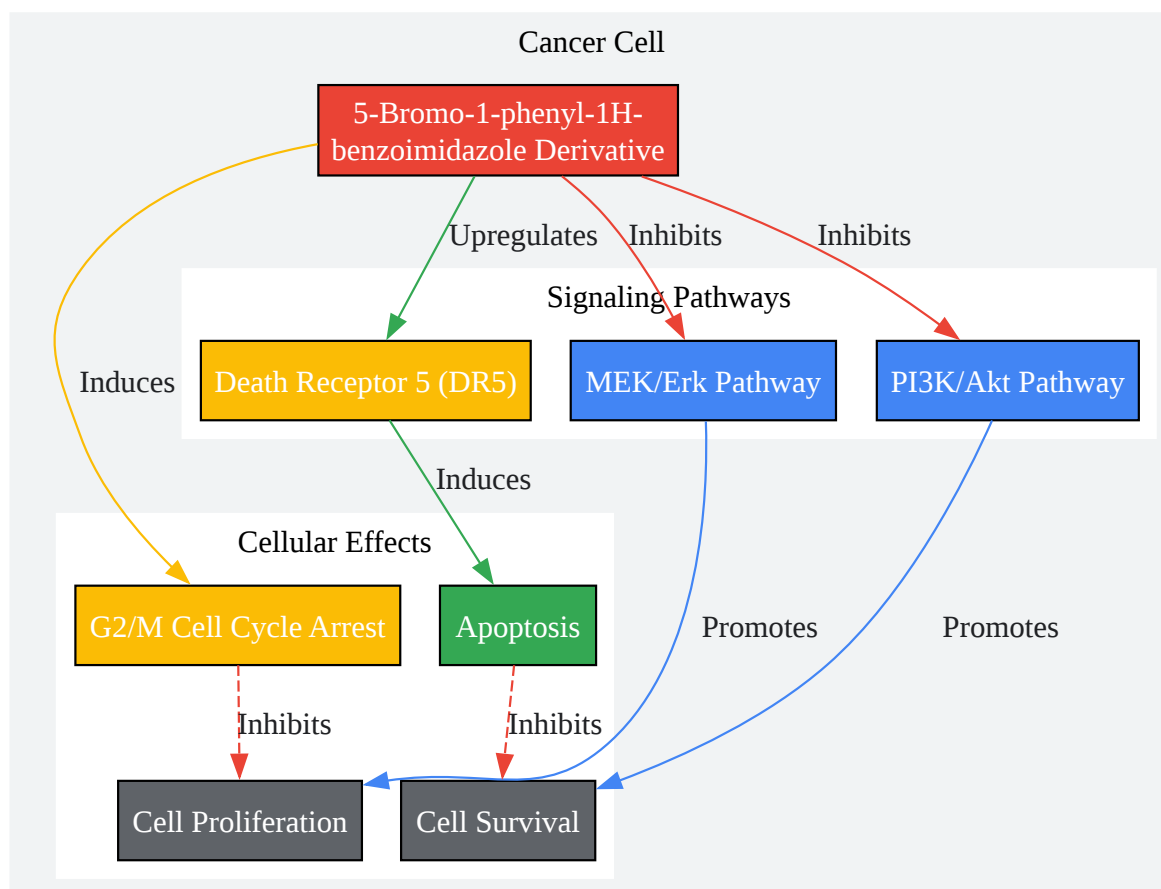 Cancer Cell
5-Bromo-1-phenyl-1H-
benzoimidazole Derivative
Upregulates
Inhibits
Inhibits
Signaling Pathways
Death Receptor 5 (DR5)
MEK/Erk Pathway
PI3K/Akt Pathway
Induces
Induces
Cellular Effects
G2/M Cell Cycle Arrest
Apoptosis
Promotes
Promotes
Inhibits
Inhibits
Cell Proliferation
Cell Survival